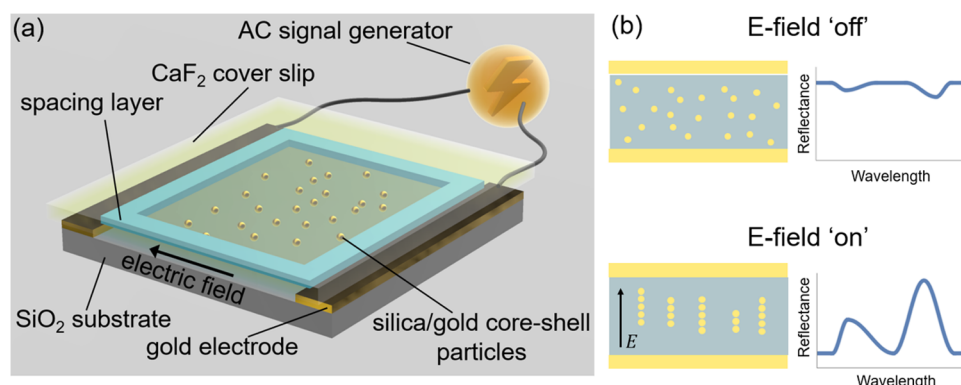 (a)
AC signal generator
CaF₂ cover slip
spacing layer
electric field
SiO₂ substrate
gold electrode
silica/gold core-shell
particles
(b)
E-field ‘off’
Reflectance
Wavelength
E-field ‘on’
E
Reflectance
Wavelength